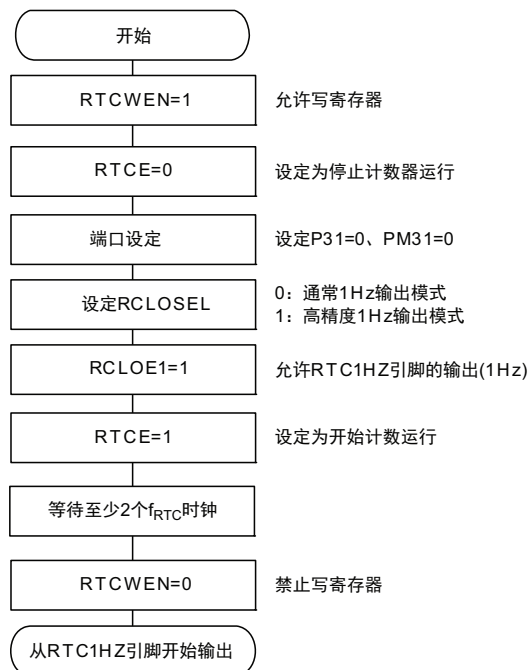 开始
RTCWEN=1 允许写寄存器
RTCE=0 设定为停止计数器运行
端口设定 设定P31=0、PM31=0
设定RCLOSEL 0：通常1Hz输出模式
1：高精度1Hz输出模式
RCLOE1=1 允许RTC1HZ引脚的输出(1Hz)
RTCE=1 设定为开始计数运行
等待至少2个fRTC时钟
RTCWEN=0 禁止写寄存器
从RTC1HZ引脚开始输出